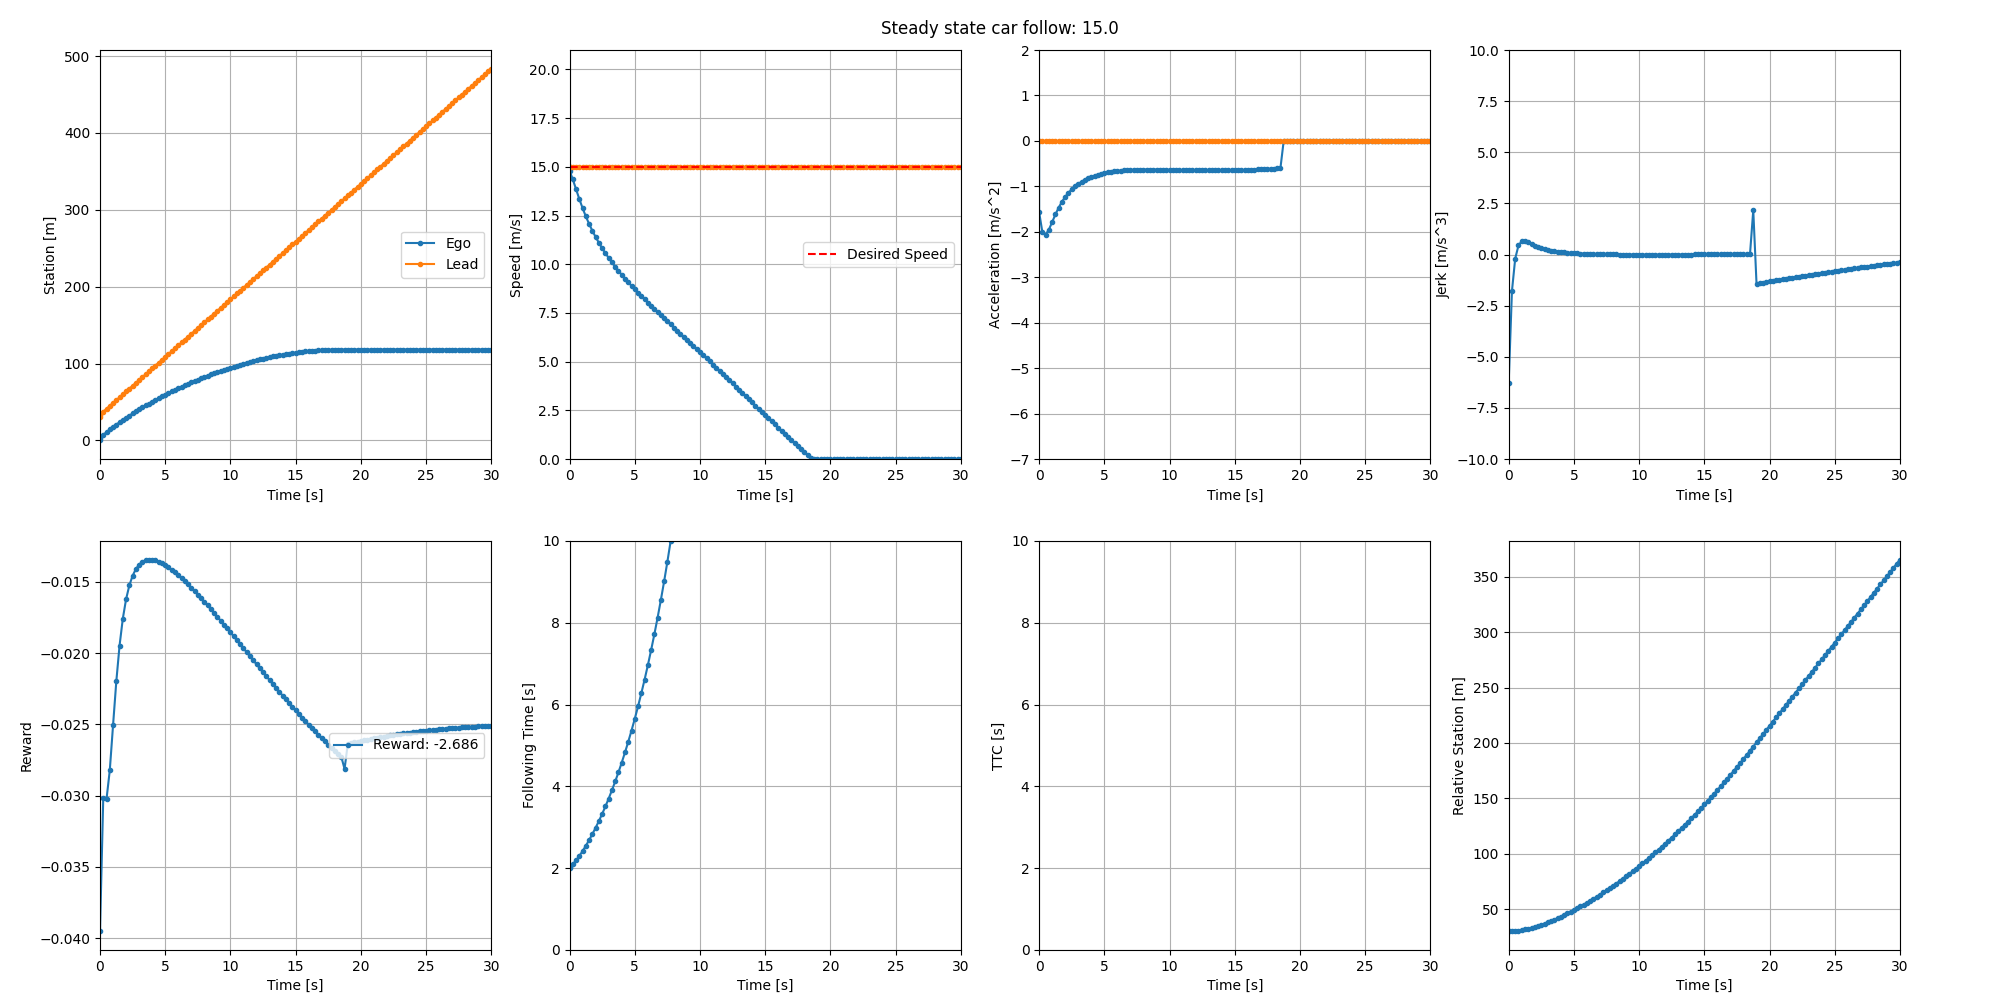 Steady state car follow: 15.0
Station [m]
500
400
300
200
100
0
Ego
Lead
0 5 10 15 20 25 30
Time [s]
Speed [m/s]
20.0
17.5
15.0
12.5
10.0
7.5
5.0
2.5
0.0
Desired Speed
0 5 10 15 20 25 30
Time [s]
Acceleration [m/s^2]
2
1
0
−1
−2
−3
−4
−5
−6
−7
0 5 10 15 20 25 30
Time [s]
Jerk [m/s^3]
10.0
7.5
5.0
2.5
0.0
−2.5
−5.0
−7.5
−10.0
0 5 10 15 20 25 30
Time [s]
Reward
−0.015
−0.020
−0.025
−0.030
−0.035
−0.040
Reward: -2.686
0 5 10 15 20 25 30
Time [s]
Following Time [s]
10
8
6
4
2
0
0 5 10 15 20 25 30
Time [s]
TTC [s]
10
8
6
4
2
0
0 5 10 15 20 25 30
Time [s]
Relative Station [m]
350
300
250
200
150
100
50
0 5 10 15 20 25 30
Time [s]